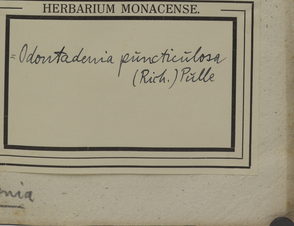 HERBARIUM MONACENSE.
= Odontadenia puncticulosa
(Rich.) Pulle
nia